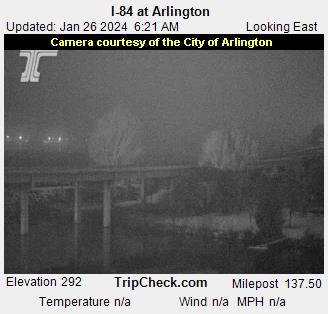 I-84 at Arlington
Updated: Jan 26 2024 6:21 AM Looking East
Camera courtesy of the City of Arlington
Elevation 292 TripCheck.com Milepost 137.50
Temperature n/a Wind n/a MPH n/a